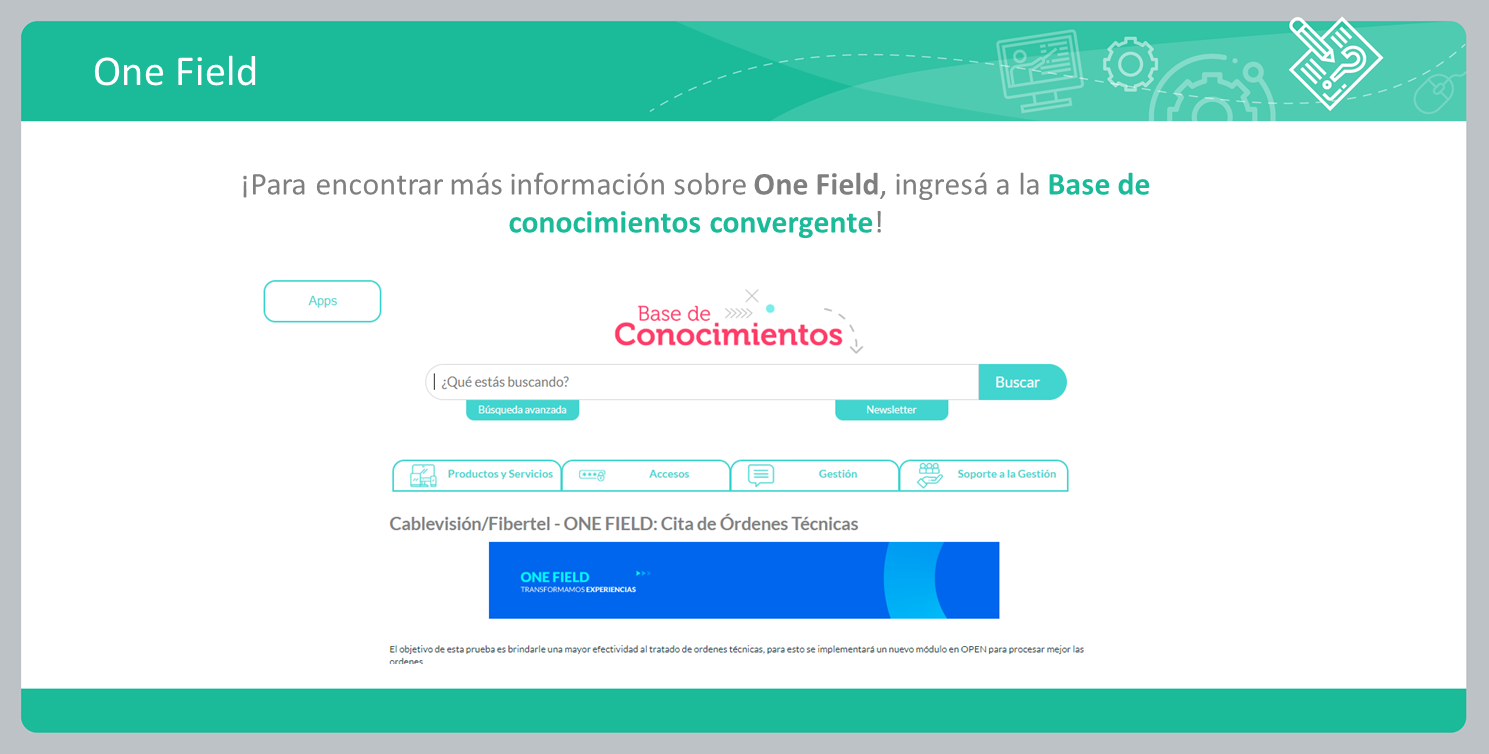 One Field
¡Para encontrar más información sobre One Field, ingresá a la Base de
conocimientos convergente!
Apps
Base de
Conocimientos
¿Qué estás buscando?
Buscar
Búsqueda avanzada
Newsletter
Productos y Servicios
Accesos
Gestión
Soporte a la Gestión
Cablevisión/Fibertel - ONE FIELD: Cita de Órdenes Técnicas
ONE FIELD
TRANSFORMAMOS EXPERIENCIAS
El objetivo de esta prueba es brindarle una mayor efectividad al tratado de ordenes técnicas, para esto se implementará un nuevo módulo en OPEN para procesar mejor las
ordenes